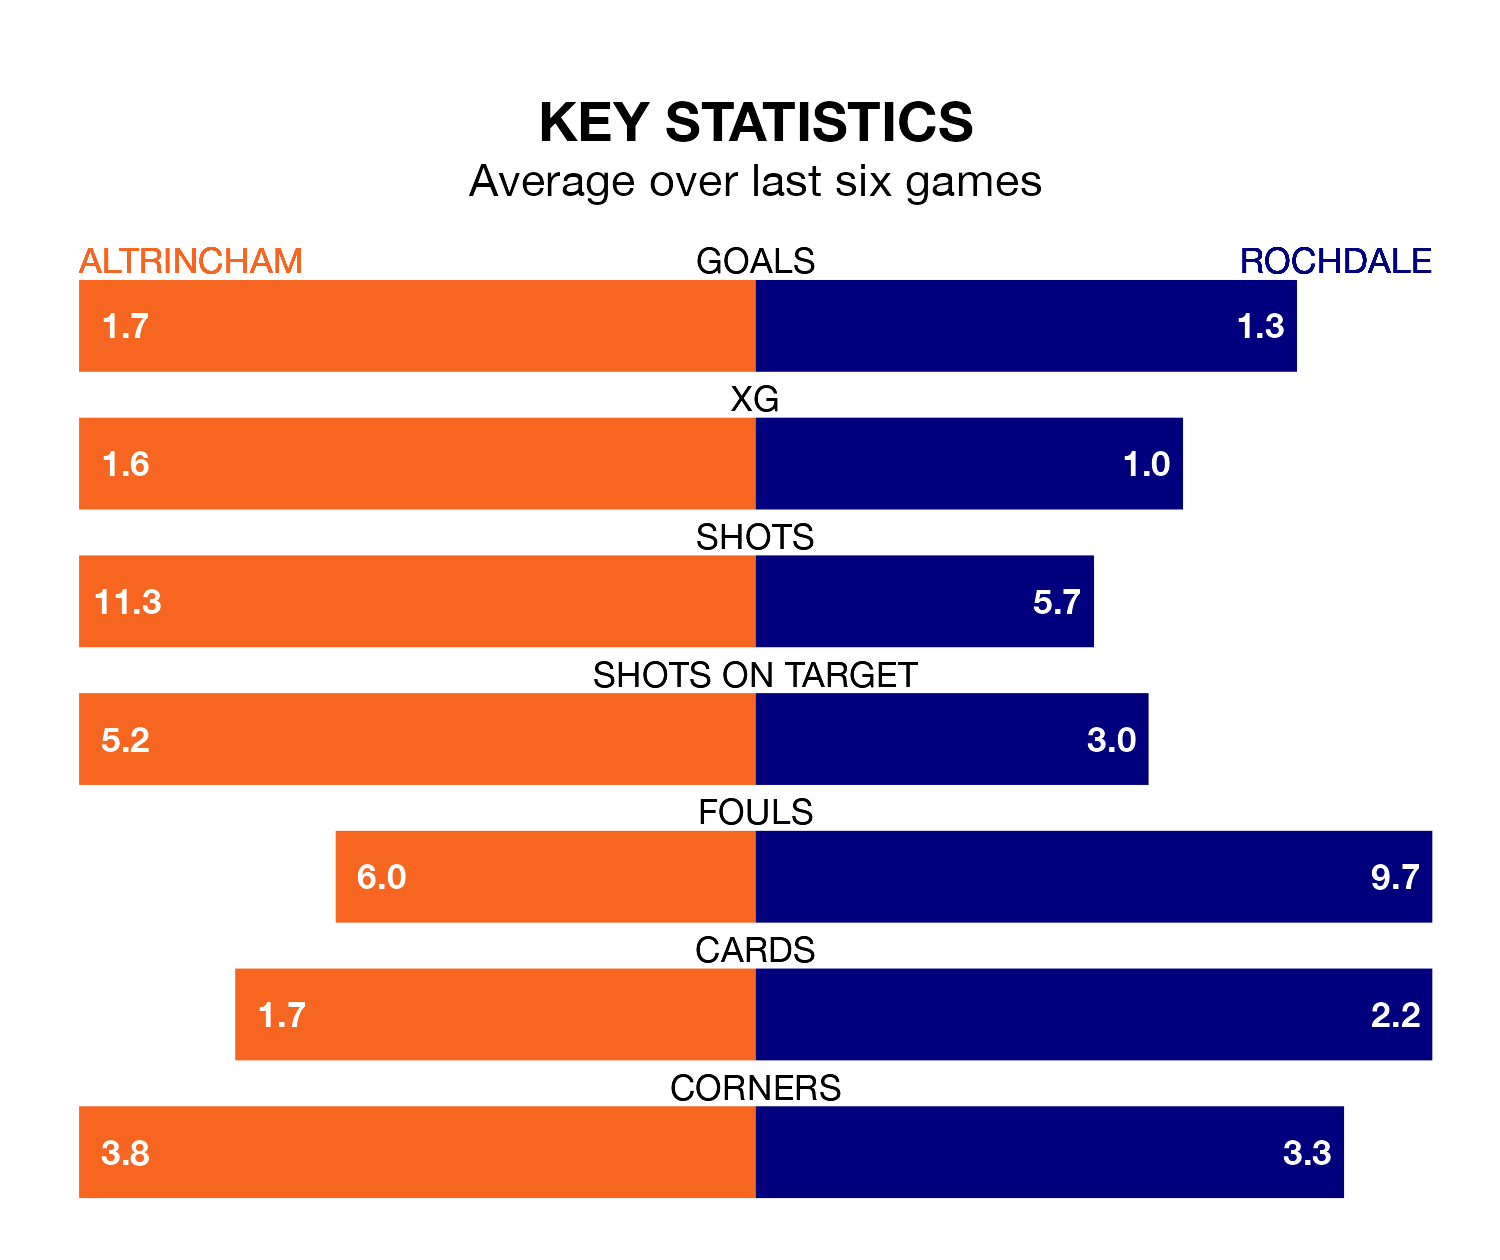 KEY STATISTICS
Average over last six games
ALTRINCHAM GOALS ROCHDALE
1.7 1.3
XG
1.6 1.0
SHOTS
11.3 5.7
SHOTS ON TARGET
5.2 3.0
FOULS
6.0 9.7
CARDS
1.7 2.2
CORNERS
3.8 3.3